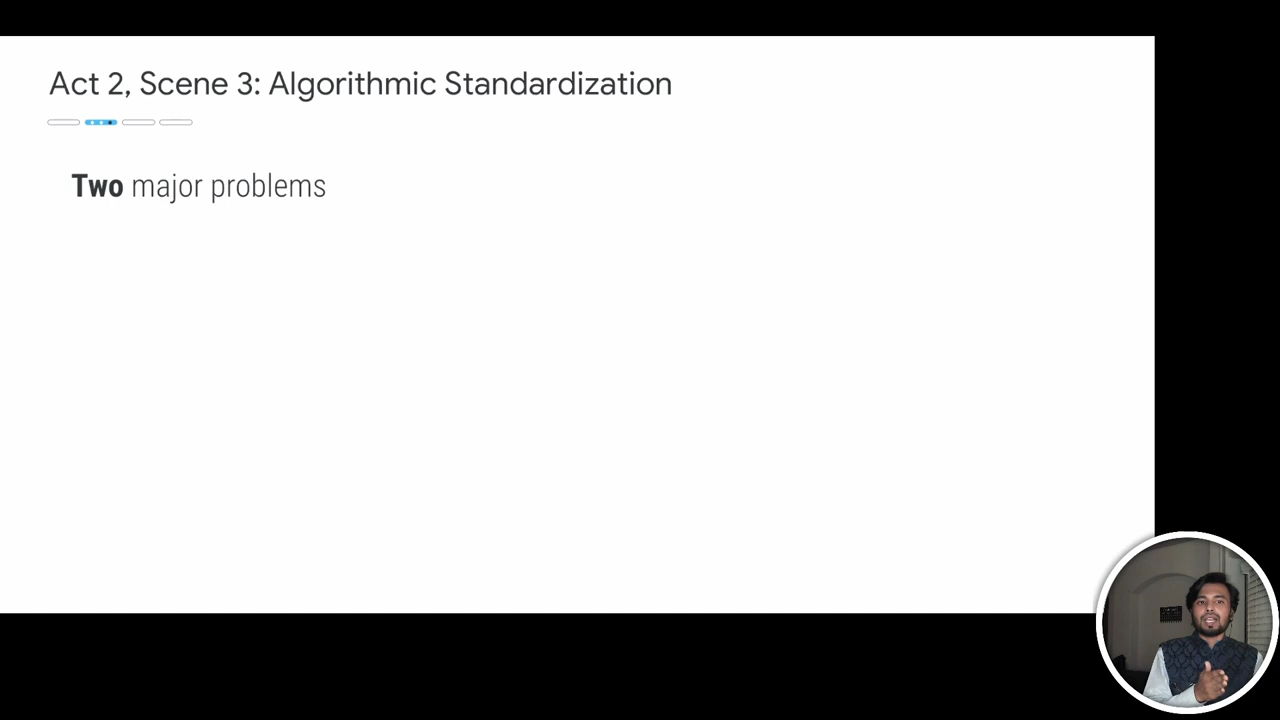 Act 2, Scene 3: Algorithmic Standardization
Two major problems